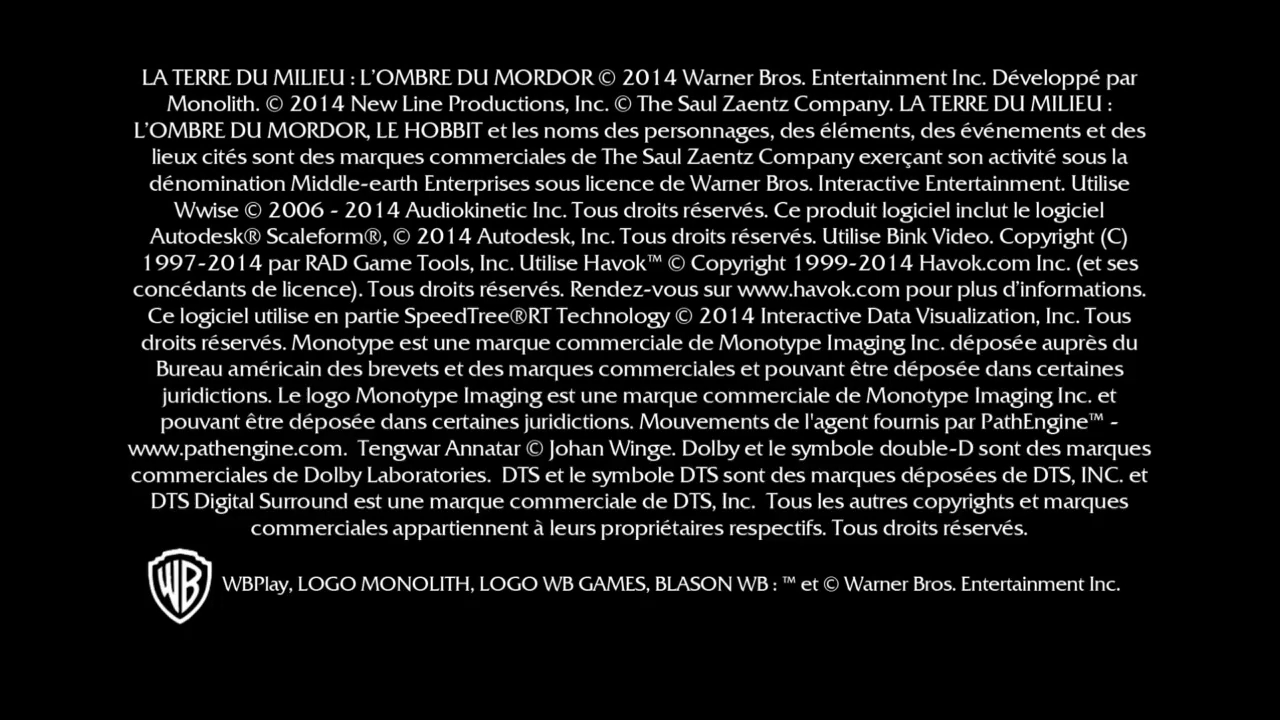 LA TERRE DU MILIEU : L’OMBRE DU MORDOR © 2014 Warner Bros. Entertainment Inc. Développé par
Monolith. © 2014 New Line Productions, Inc. © The Saul Zaentz Company. LA TERRE DU MILIEU :
L’OMBRE DU MORDOR, LE HOBBIT et les noms des personnages, des éléments, des événements et des
lieux cités sont des marques commerciales de The Saul Zaentz Company exerçant son activité sous la
dénomination Middle-earth Enterprises sous licence de Warner Bros. Interactive Entertainment. Utilise
Wwise © 2006 - 2014 Audiokinetic Inc. Tous droits réservés. Ce produit logiciel inclut le logiciel
Autodesk® Scaleform®, © 2014 Autodesk, Inc. Tous droits réservés. Utilise Bink Video. Copyright (C)
1997-2014 par RAD Game Tools, Inc. Utilise Havok™ © Copyright 1999-2014 Havok.com Inc. (et ses
concédants de licence). Tous droits réservés. Rendez-vous sur www.havok.com pour plus d’informations.
Ce logiciel utilise en partie SpeedTree®RT Technology © 2014 Interactive Data Visualization, Inc. Tous
droits réservés. Monotype est une marque commerciale de Monotype Imaging Inc. déposée auprès du
Bureau américain des brevets et des marques commerciales et pouvant être déposée dans certaines
juridictions. Le logo Monotype Imaging est une marque commerciale de Monotype Imaging Inc. et
pouvant être déposée dans certaines juridictions. Mouvements de l'agent fournis par PathEngine™ -
www.pathengine.com.  Tengwar Annatar © Johan Winge. Dolby et le symbole double-D sont des marques
commerciales de Dolby Laboratories.  DTS et le symbole DTS sont des marques déposées de DTS, INC. et
DTS Digital Surround est une marque commerciale de DTS, Inc.  Tous les autres copyrights et marques
commerciales appartiennent à leurs propriétaires respectifs. Tous droits réservés.
WB WBPlay, LOGO MONOLITH, LOGO WB GAMES, BLASON WB : ™ et © Warner Bros. Entertainment Inc.